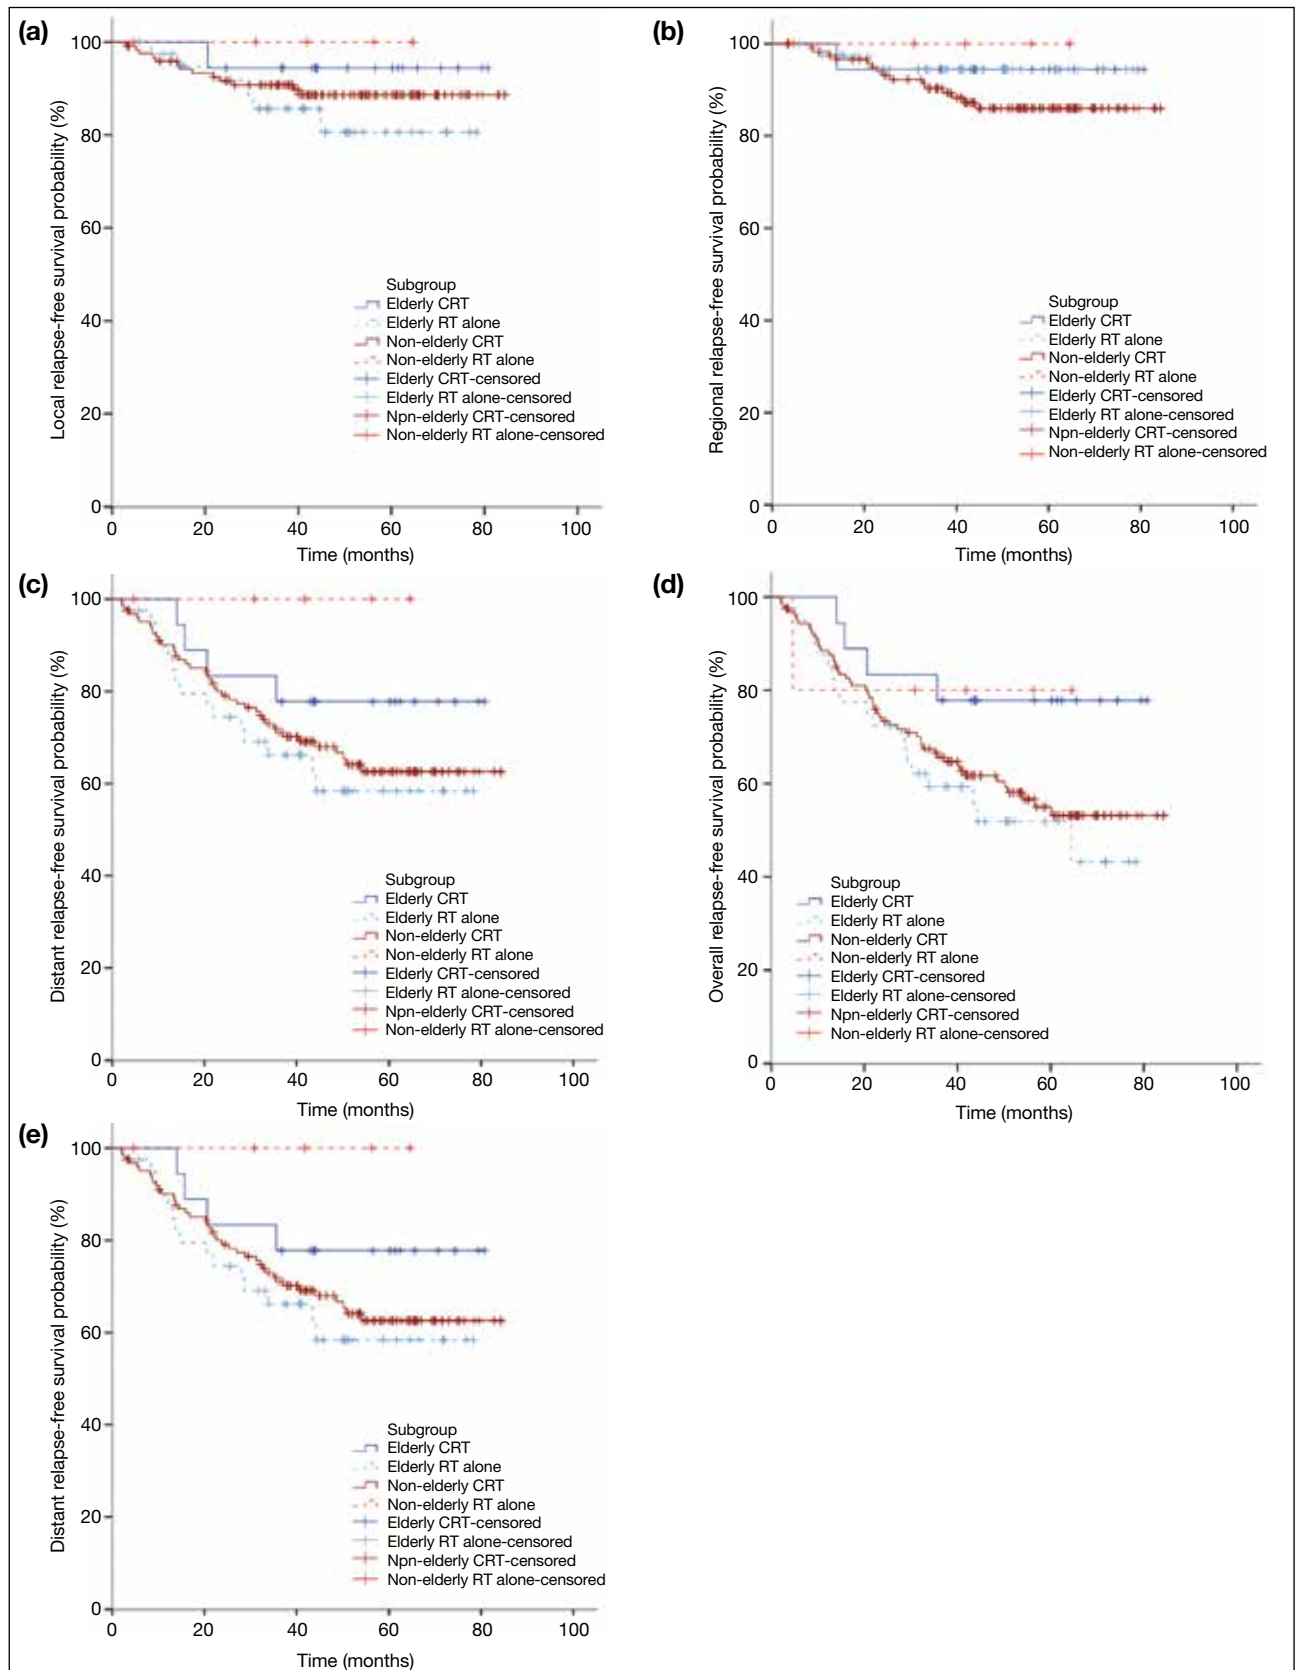 (a)
Local relapse-free survival probability (%)
100
80
60
40
20
0
Subgroup
Elderly CRT
Elderly RT alone
Non-elderly CRT
Non-elderly RT alone
Elderly CRT-censored
Elderly RT alone-censored
Npn-elderly CRT-censored
Non-elderly RT alone-censored
0 20 40 60 80 100
Time (months)
(b)
Regional relapse-free survival probability (%)
100
80
60
40
20
0
Subgroup
Elderly CRT
Elderly RT alone
Non-elderly CRT
Non-elderly RT alone
Elderly CRT-censored
Elderly RT alone-censored
Npn-elderly CRT-censored
Non-elderly RT alone-censored
0 20 40 60 80 100
Time (months)
(c)
Distant relapse-free survival probability (%)
100
80
60
40
20
0
Subgroup
Elderly CRT
Elderly RT alone
Non-elderly CRT
Non-elderly RT alone
Elderly CRT-censored
Elderly RT alone-censored
Npn-elderly CRT-censored
Non-elderly RT alone-censored
0 20 40 60 80 100
Time (months)
(d)
Overall relapse-free survival probability (%)
100
80
60
40
20
0
Subgroup
Elderly CRT
Elderly RT alone
Non-elderly CRT
Non-elderly RT alone
Elderly CRT-censored
Elderly RT alone-censored
Npn-elderly CRT-censored
Non-elderly RT alone-censored
0 20 40 60 80 100
Time (months)
(e)
Distant relapse-free survival probability (%)
100
80
60
40
20
0
Subgroup
Elderly CRT
Elderly RT alone
Non-elderly CRT
Non-elderly RT alone
Elderly CRT-censored
Elderly RT alone-censored
Npn-elderly CRT-censored
Non-elderly RT alone-censored
0 20 40 60 80 100
Time (months)